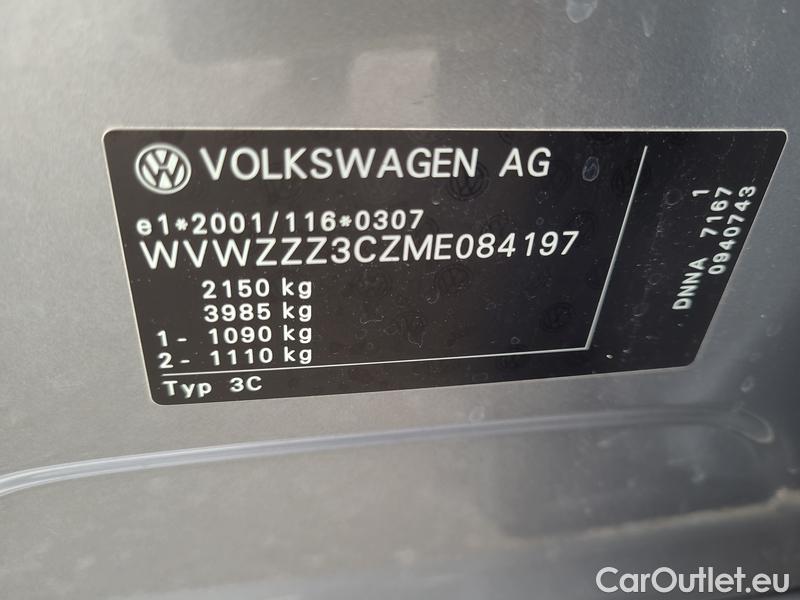 VOLKSWAGEN AG
e1*2001/116*0307
WVWZZZ3CZME084197
2150 kg
3985 kg
1- 1090 kg
2- 1110 kg
Typ 3C
1
DNNA 7167
0940743
CarOutlet.eu